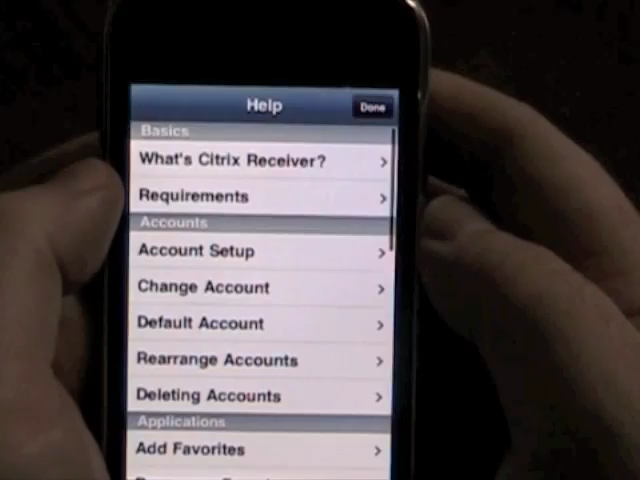 Help
Done
Basics
What's Citrix Receiver?
Requirements
Accounts
Account Setup
Change Account
Default Account
Rearrange Accounts
Deleting Accounts
Applications
Add Favorites